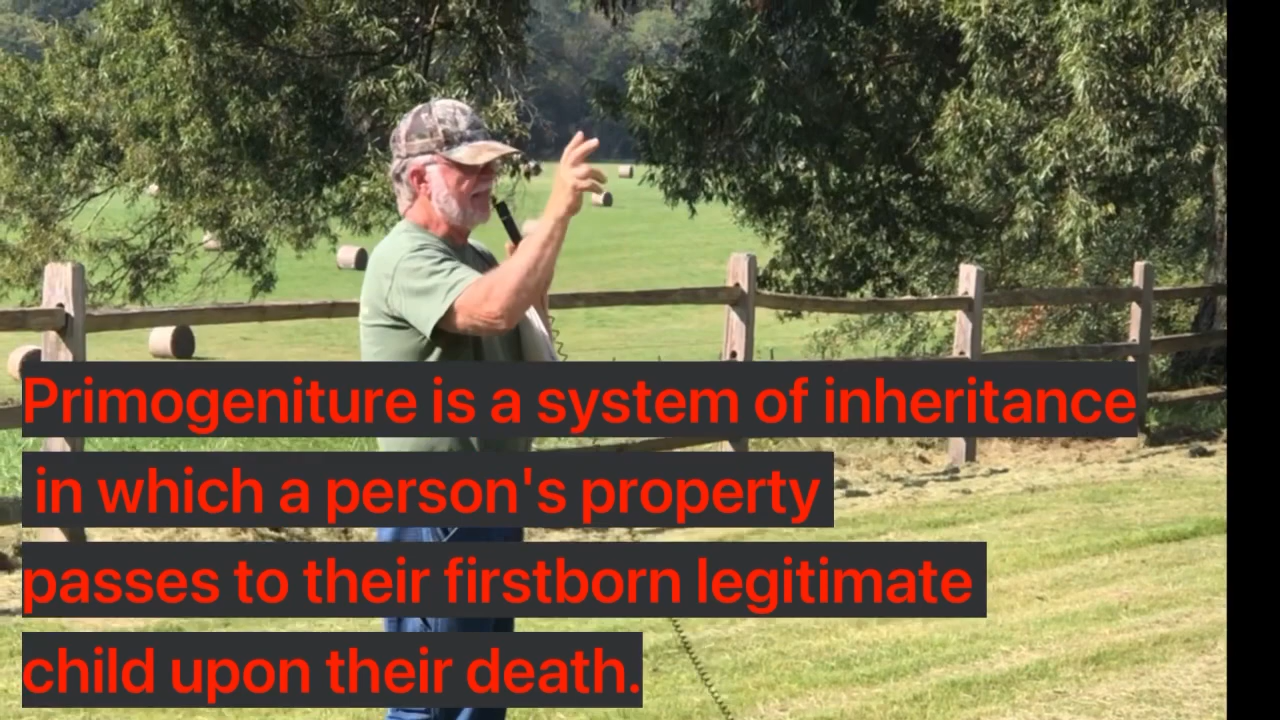 Primogeniture is a system of inheritance
in which a person's property
passes to their firstborn legitimate
child upon their death.